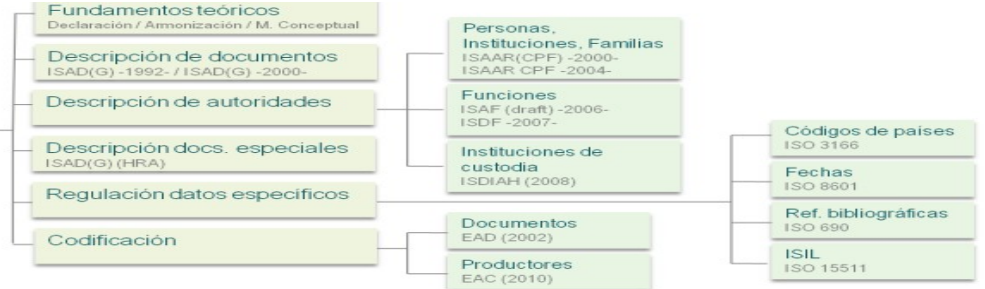 Fundamentos teóricos
Declaración / Armonización / M. Conceptual
Descripción de documentos
ISAD(G) -1992- / ISAD(G) -2000-
Descripción de autoridades
Descripción docs. especiales
ISAD(G) (HRA)
Regulación datos específicos
Codificación
Personas,
Instituciones, Familias
ISAAR(CPF) -2000-
ISAAR CPF -2004-
Funciones
ISAF (draft) -2006-
ISDF -2007-
Instituciones de
custodia
ISDIAH (2008)
Documentos
EAD (2002)
Productores
EAC (2010)
Códigos de países
ISO 3166
Fechas
ISO 8601
Ref. bibliográficas
ISO 690
ISIL
ISO 15511